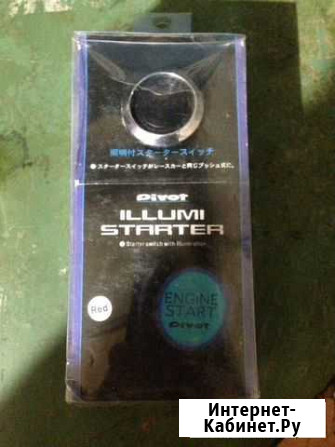 照明付スタータースイッチ
●スタータースイッチがレースカーと同じプッシュ式に。
Pivot
ILLUMI
STARTER
Starter switch with illumination.
Red
ENGINE
START
Pivot
Интернет-
Кабинет.Ру